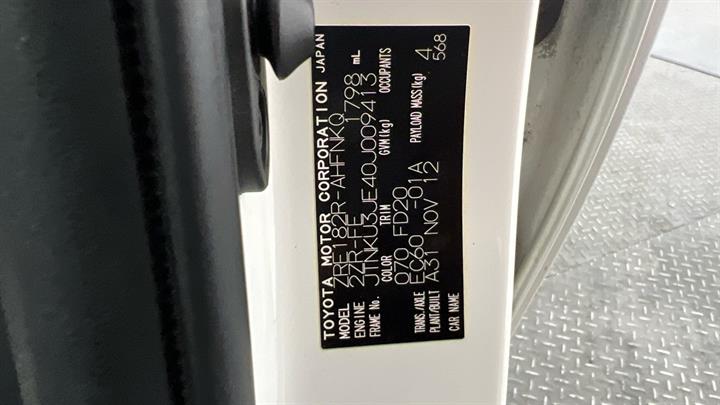 TOYOTA MOTOR CORPORATION JAPAN
MODEL ZRE182R-AHFNKQ
ENGINE 2ZR-FE 1798 mL
FRAME No. JTNKU3JE40J009413
COLOR TRIM GVM(kg) OCCUPANTS
070 FD20 4
TRANS/AXLE EC60 -01A PAYLOAD MASS(kg) 568
PLANT/BUILT A31 NOV 12
CAR NAME